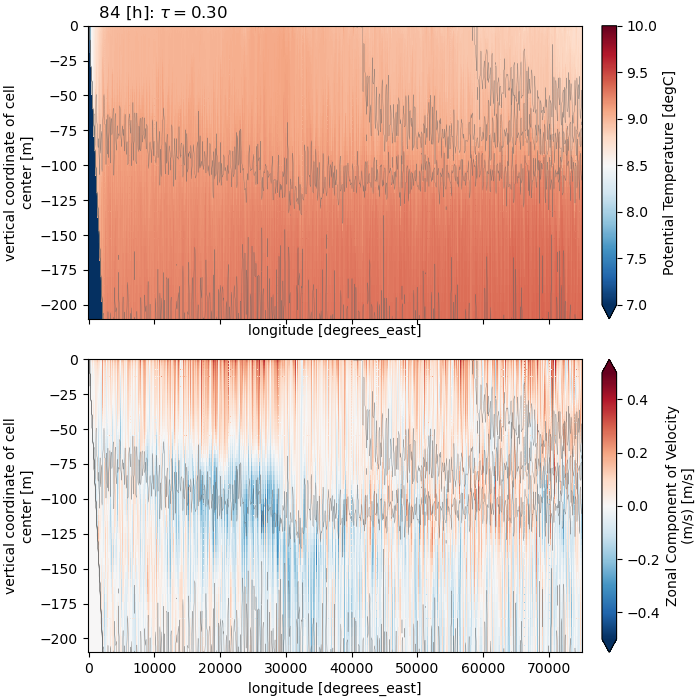 84 [h]: τ = 0.30
0
−25
−50
−75
−100
−125
−150
−175
−200
vertical coordinate of cell
center [m]
longitude [degrees_east]
10.0
9.5
9.0
8.5
8.0
7.5
7.0
Potential Temperature [degC]
0
−25
−50
−75
−100
−125
−150
−175
−200
vertical coordinate of cell
center [m]
0 10000 20000 30000 40000 50000 60000 70000
longitude [degrees_east]
0.4
0.2
0.0
−0.2
−0.4
Zonal Component of Velocity
(m/s) [m/s]